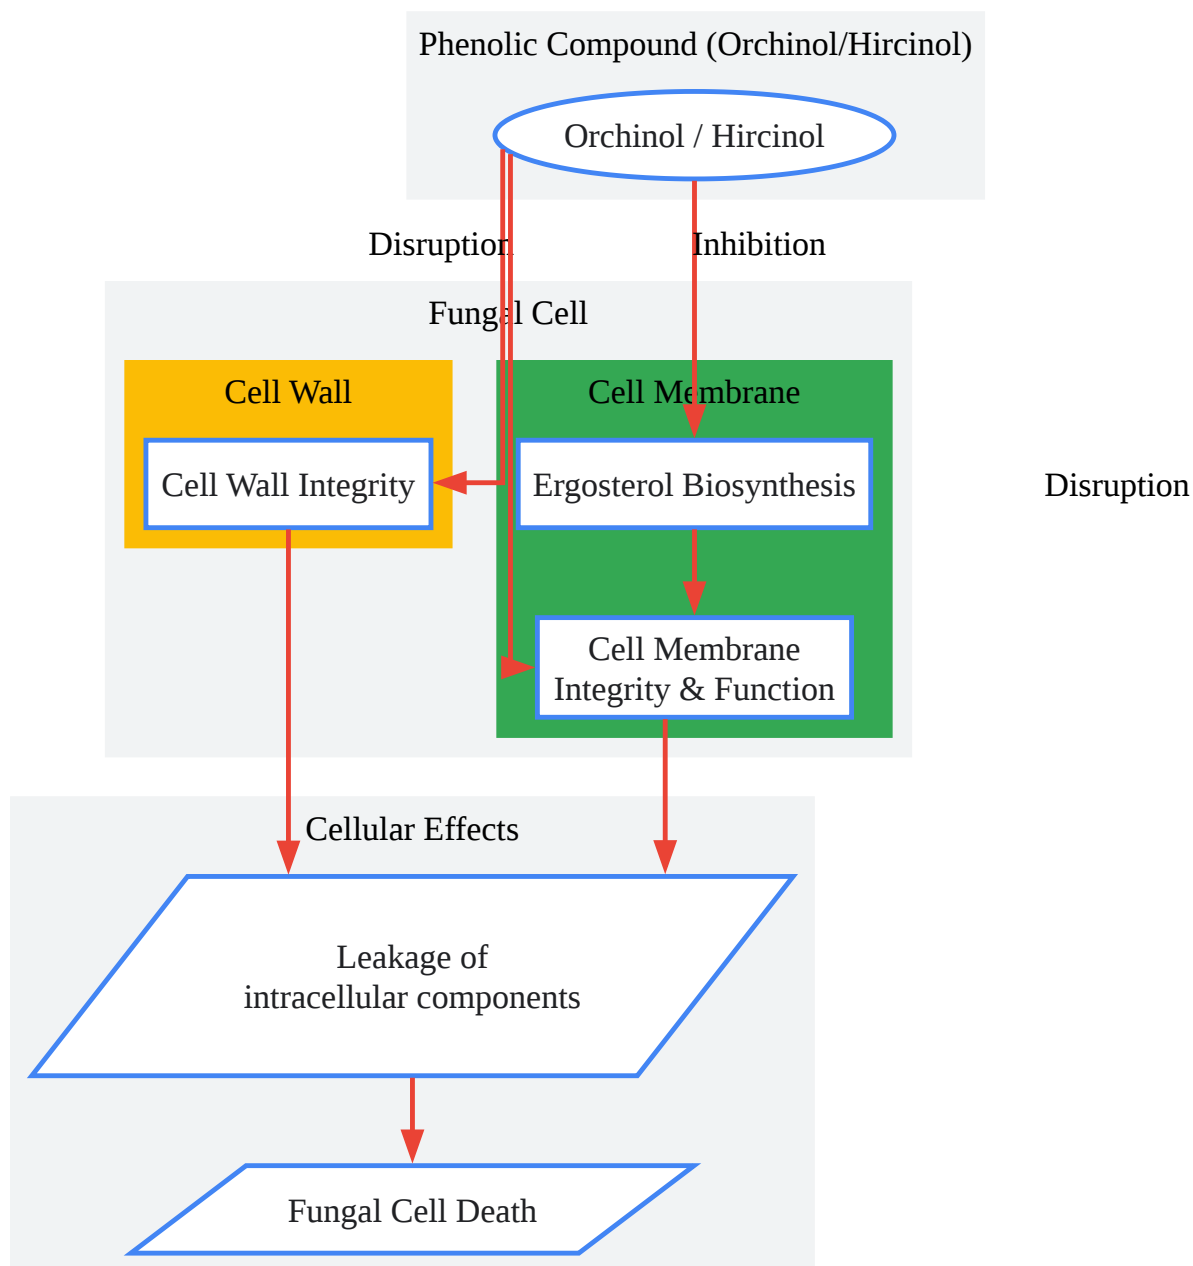 Phenolic Compound (Orchinol/Hircinol)
Orchinol / Hircinol
Disruption
Inhibition
Fungal Cell
Cell Wall
Cell Membrane
Cell Wall Integrity
Ergosterol Biosynthesis
Disruption
Cell Membrane
Integrity & Function
Cellular Effects
Leakage of
intracellular components
Fungal Cell Death